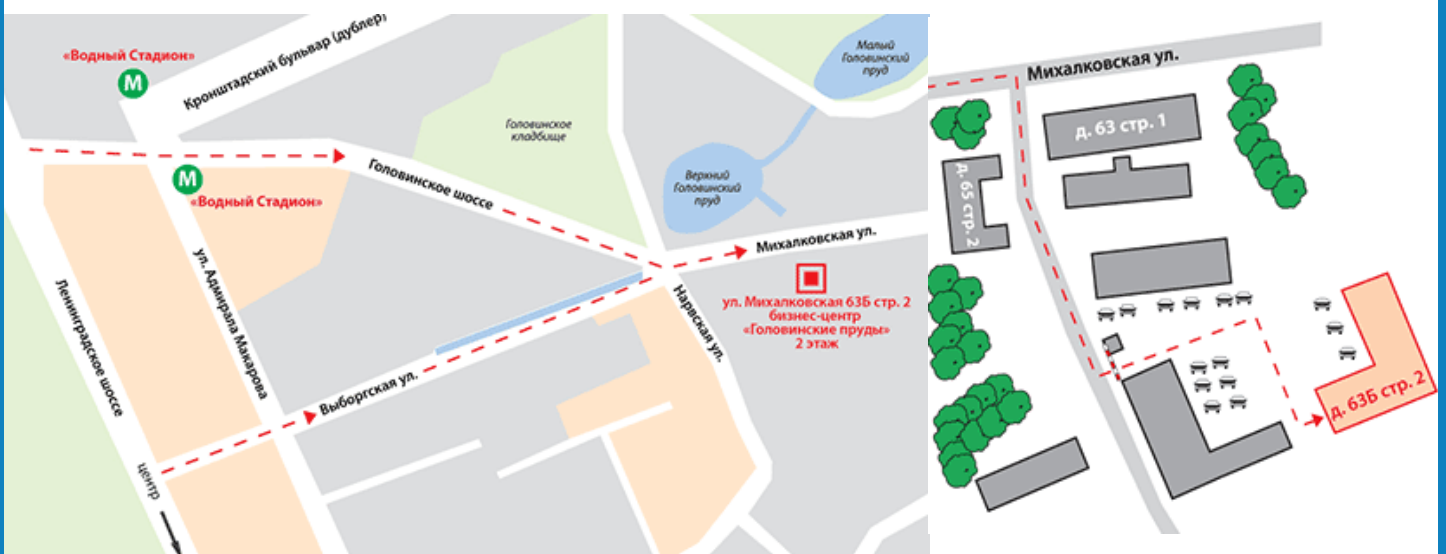 «Водный Стадион»
М
Кронштадский бульвар (дублер)
Малый
Головинский
пруд
Головинское
кладбище
Головинское шоссе
М
«Водный Стадион»
Верхний
Головинский
пруд
Михалковская ул.
ул. Михалковская 63Б стр. 2
бизнес-центр
«Головинские пруды»
2 этаж
Ленинградское шоссе
ул. Адмирала Макарова
Нарвская ул.
Выборгская ул.
центр
Михалковская ул.
д. 63 стр. 1
д. 65 стр. 2
д. 63Б стр. 2